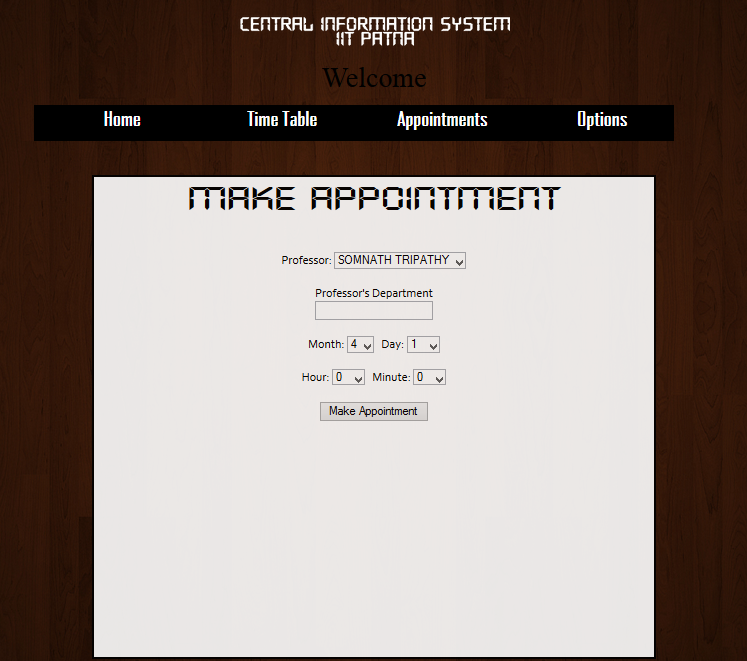 CENTRAL INFORMATION SYSTEM
IIT PATNA
Welcome
Home Time Table Appointments Options
MAKE APPOINTMENT
Professor: SOMNATH TRIPATHY
Professor's Department
Month: 4 Day: 1
Hour: 0 Minute: 0
Make Appointment